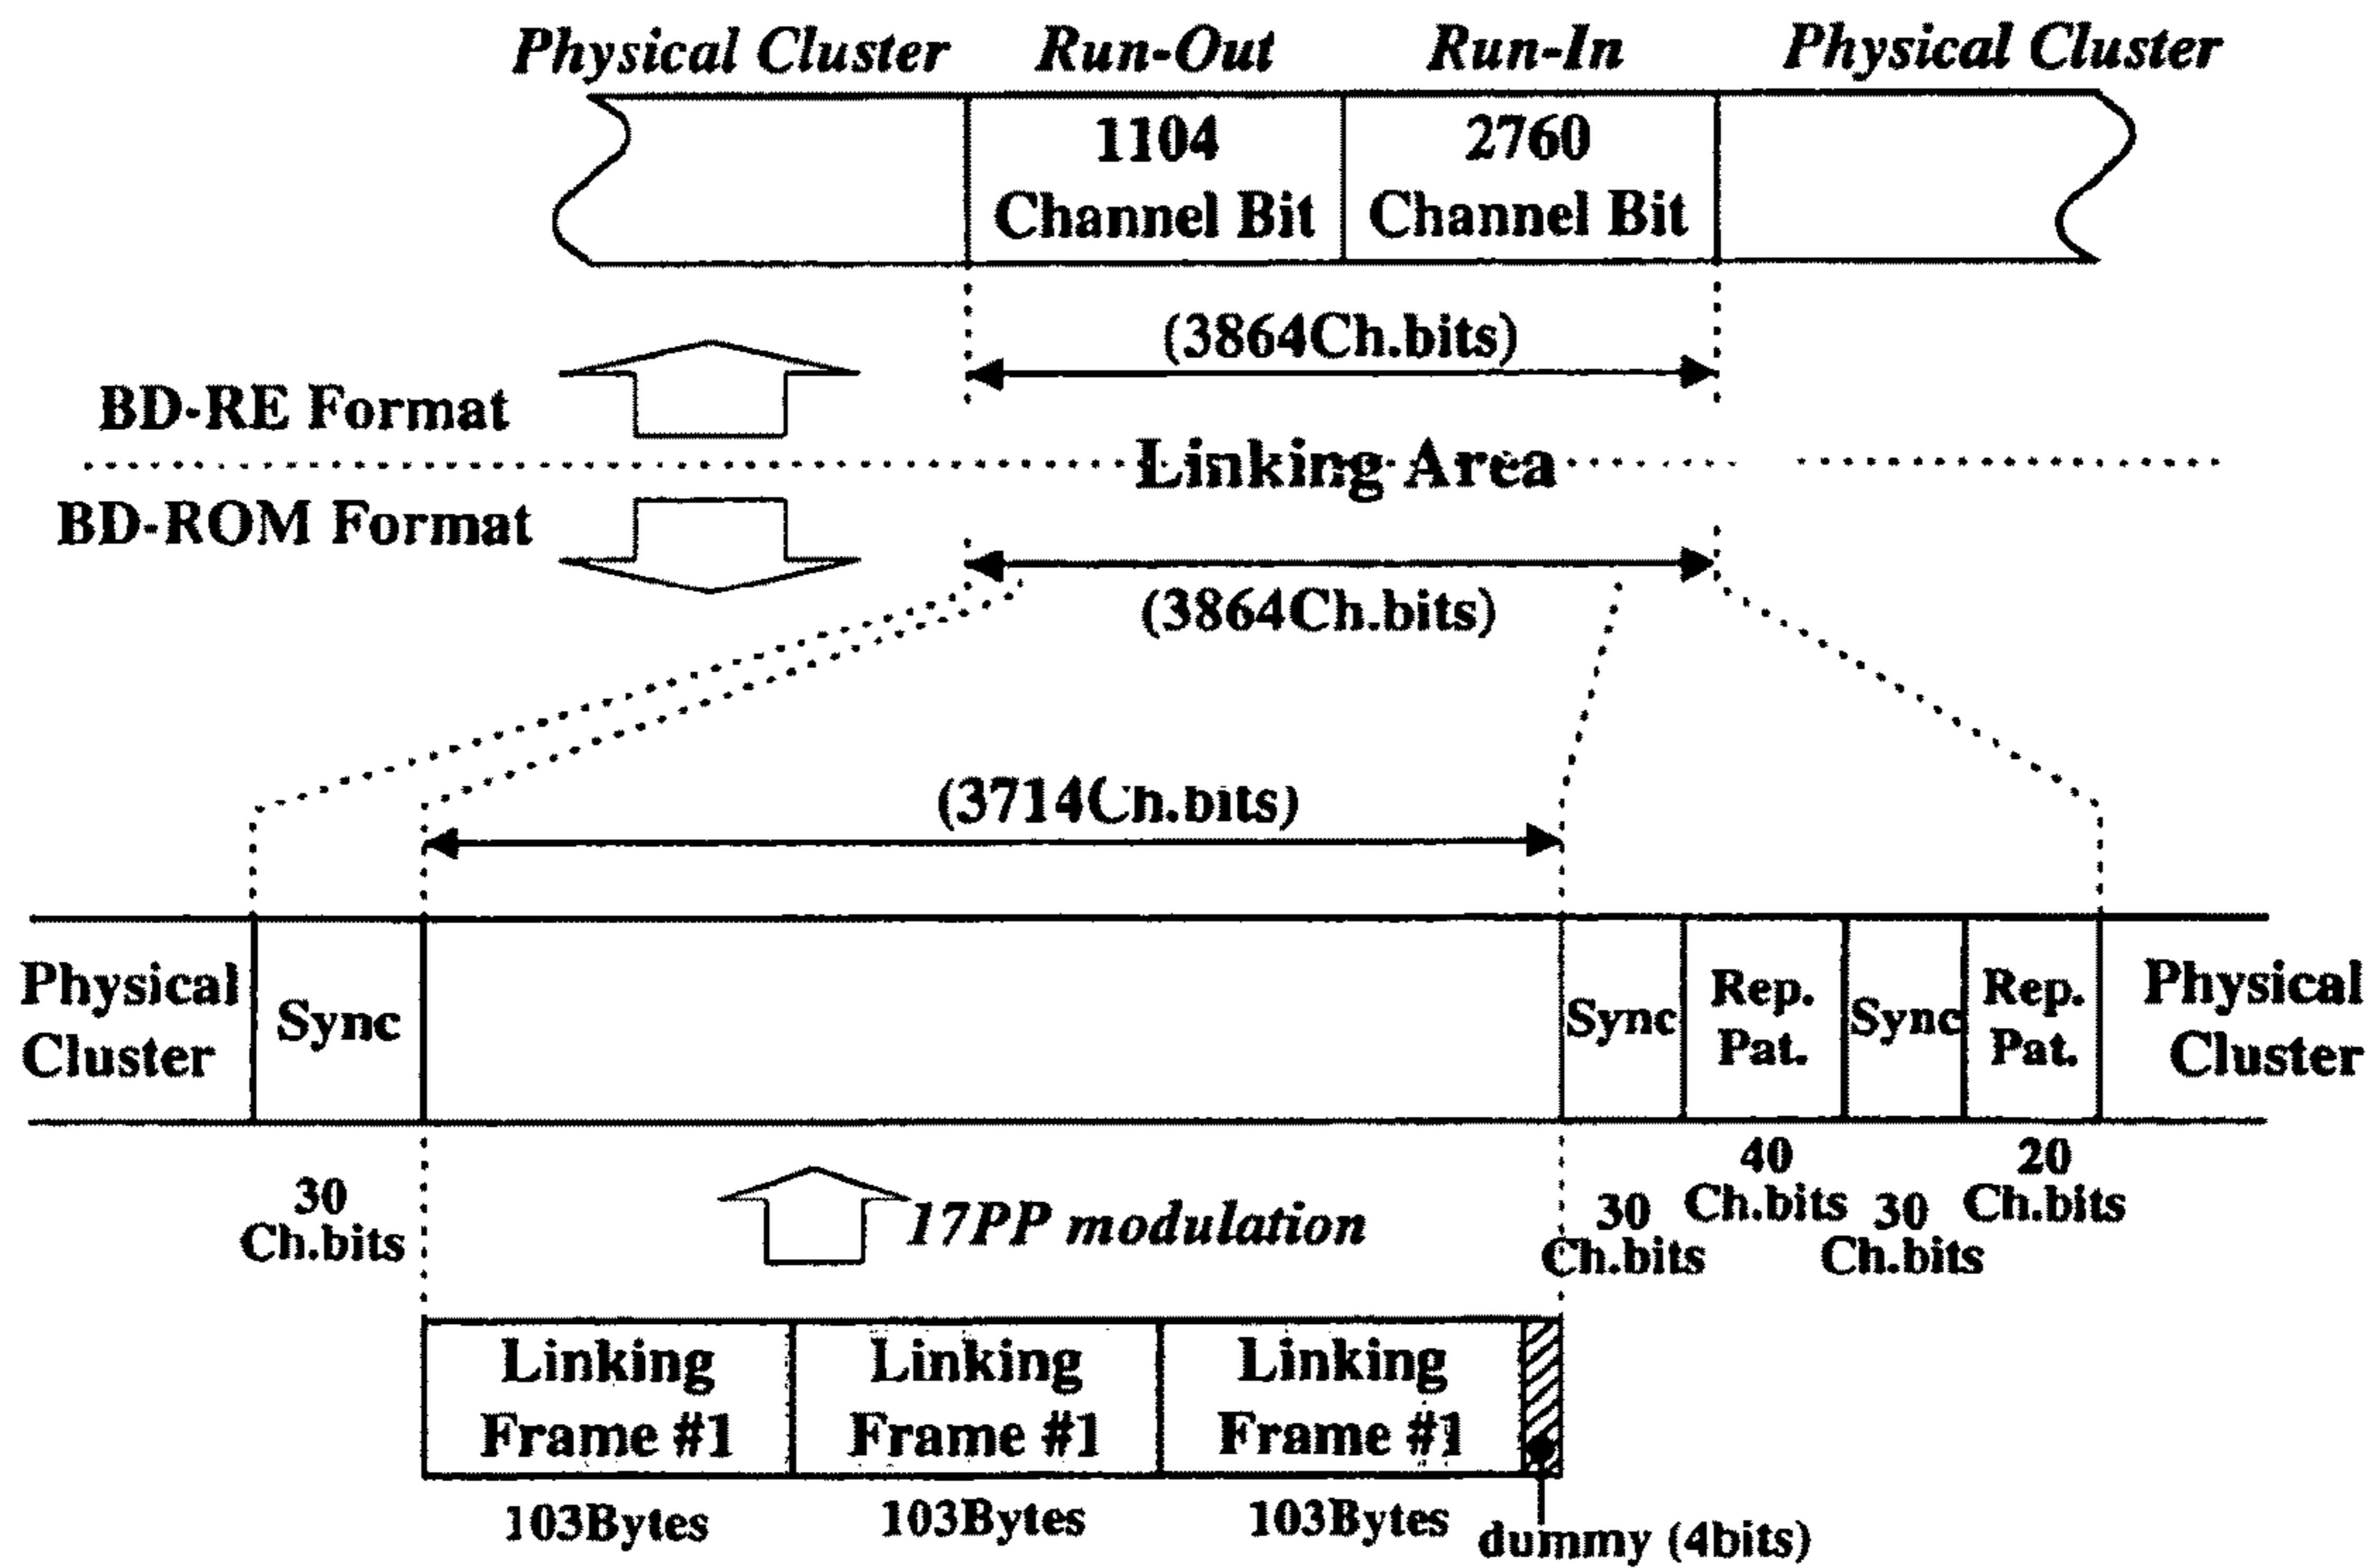 Physical Cluster Run-Out Run-In Physical Cluster
1104 2760
Channel Bit Channel Bit
(3864Ch.bits)
BD-RE Format
Linking Area
BD-ROM Format
(3864Ch.bits)
(3714Ch.bits)
Physical Cluster
Sync
Sync
Rep. Pat.
Sync
Rep. Pat.
Physical Cluster
30 Ch.bits
17PP modulation
30 Ch.bits
40 Ch.bits
30 Ch.bits
20 Ch.bits
Linking Linking Linking
Frame #1 Frame #1 Frame #1
103Bytes 103Bytes 103Bytes
dummy (4bits)